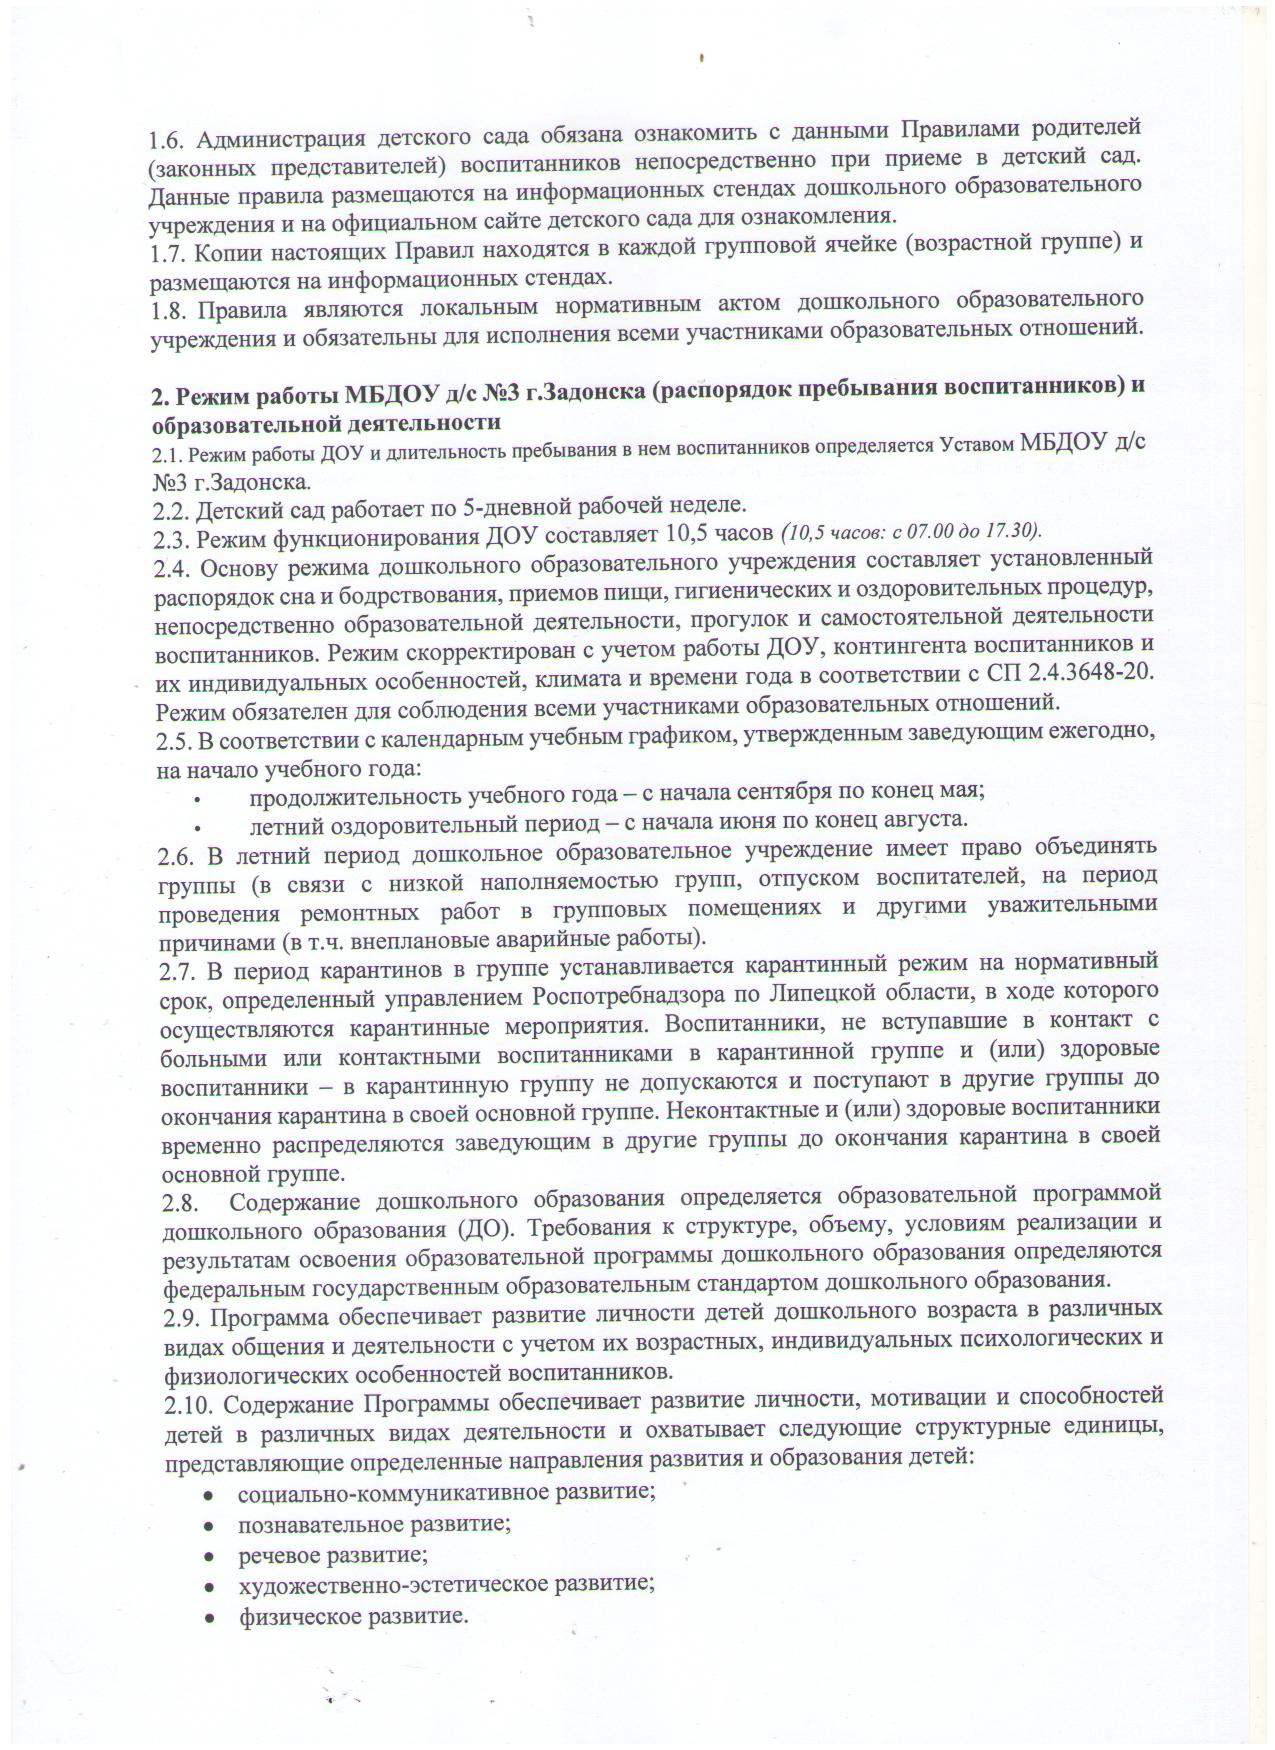 1.6. Администрация детского сада обязана ознакомить с данными Правилами родителей
(законных представителей) воспитанников непосредственно при приеме в детский сад.
Данные правила размещаются на информационных стендах дошкольного образовательного
учреждения и на официальном сайте детского сада для ознакомления.
1.7. Копии настоящих Правил находятся в каждой групповой ячейке (возрастной группе) и
размещаются на информационных стендах.
1.8. Правила являются локальным нормативным актом дошкольного образовательного
учреждения и обязательны для исполнения всеми участниками образовательных отношений.
2. Режим работы МБДОУ д/с №3 г.Задонска (распорядок пребывания воспитанников) и
образовательной деятельности
2.1. Режим работы ДОУ и длительность пребывания в нем воспитанников определяется Уставом МБДОУ д/с
№3 г.Задонска.
2.2. Детский сад работает по 5-дневной рабочей неделе.
2.3. Режим функционирования ДОУ составляет 10,5 часов (10,5 часов: с 07.00 до 17.30).
2.4. Основу режима дошкольного образовательного учреждения составляет установленный
распорядок сна и бодрствования, приемов пищи, гигиенических и оздоровительных процедур,
непосредственно образовательной деятельности, прогулок и самостоятельной деятельности
воспитанников. Режим скорректирован с учетом работы ДОУ, контингента воспитанников и
их индивидуальных особенностей, климата и времени года в соответствии с СП 2.4.3648-20.
Режим обязателен для соблюдения всеми участниками образовательных отношений.
2.5. В соответствии с календарным учебным графиком, утвержденным заведующим ежегодно,
на начало учебного года:
• продолжительность учебного года – с начала сентября по конец мая;
• летний оздоровительный период – с начала июня по конец августа.
2.6. В летний период дошкольное образовательное учреждение имеет право объединять
группы (в связи с низкой наполняемостью групп, отпуском воспитателей, на период
проведения ремонтных работ в групповых помещениях и другими уважительными
причинами (в т.ч. внеплановые аварийные работы).
2.7. В период карантинов в группе устанавливается карантинный режим на нормативный
срок, определенный управлением Роспотребнадзора по Липецкой области, в ходе которого
осуществляются карантинные мероприятия. Воспитанники, не вступавшие в контакт с
больными или контактными воспитанниками в карантинной группе и (или) здоровые
воспитанники – в карантинную группу не допускаются и поступают в другие группы до
окончания карантина в своей основной группе. Неконтактные и (или) здоровые воспитанники
временно распределяются заведующим в другие группы до окончания карантина в своей
основной группе.
2.8. Содержание дошкольного образования определяется образовательной программой
дошкольного образования (ДО). Требования к структуре, объему, условиям реализации и
результатам освоения образовательной программы дошкольного образования определяются
федеральным государственным образовательным стандартом дошкольного образования.
2.9. Программа обеспечивает развитие личности детей дошкольного возраста в различных
видах общения и деятельности с учетом их возрастных, индивидуальных психологических и
физиологических особенностей воспитанников.
2.10. Содержание Программы обеспечивает развитие личности, мотивации и способностей
детей в различных видах деятельности и охватывает следующие структурные единицы,
представляющие определенные направления развития и образования детей:
• социально-коммуникативное развитие;
• познавательное развитие;
• речевое развитие;
• художественно-эстетическое развитие;
• физическое развитие.